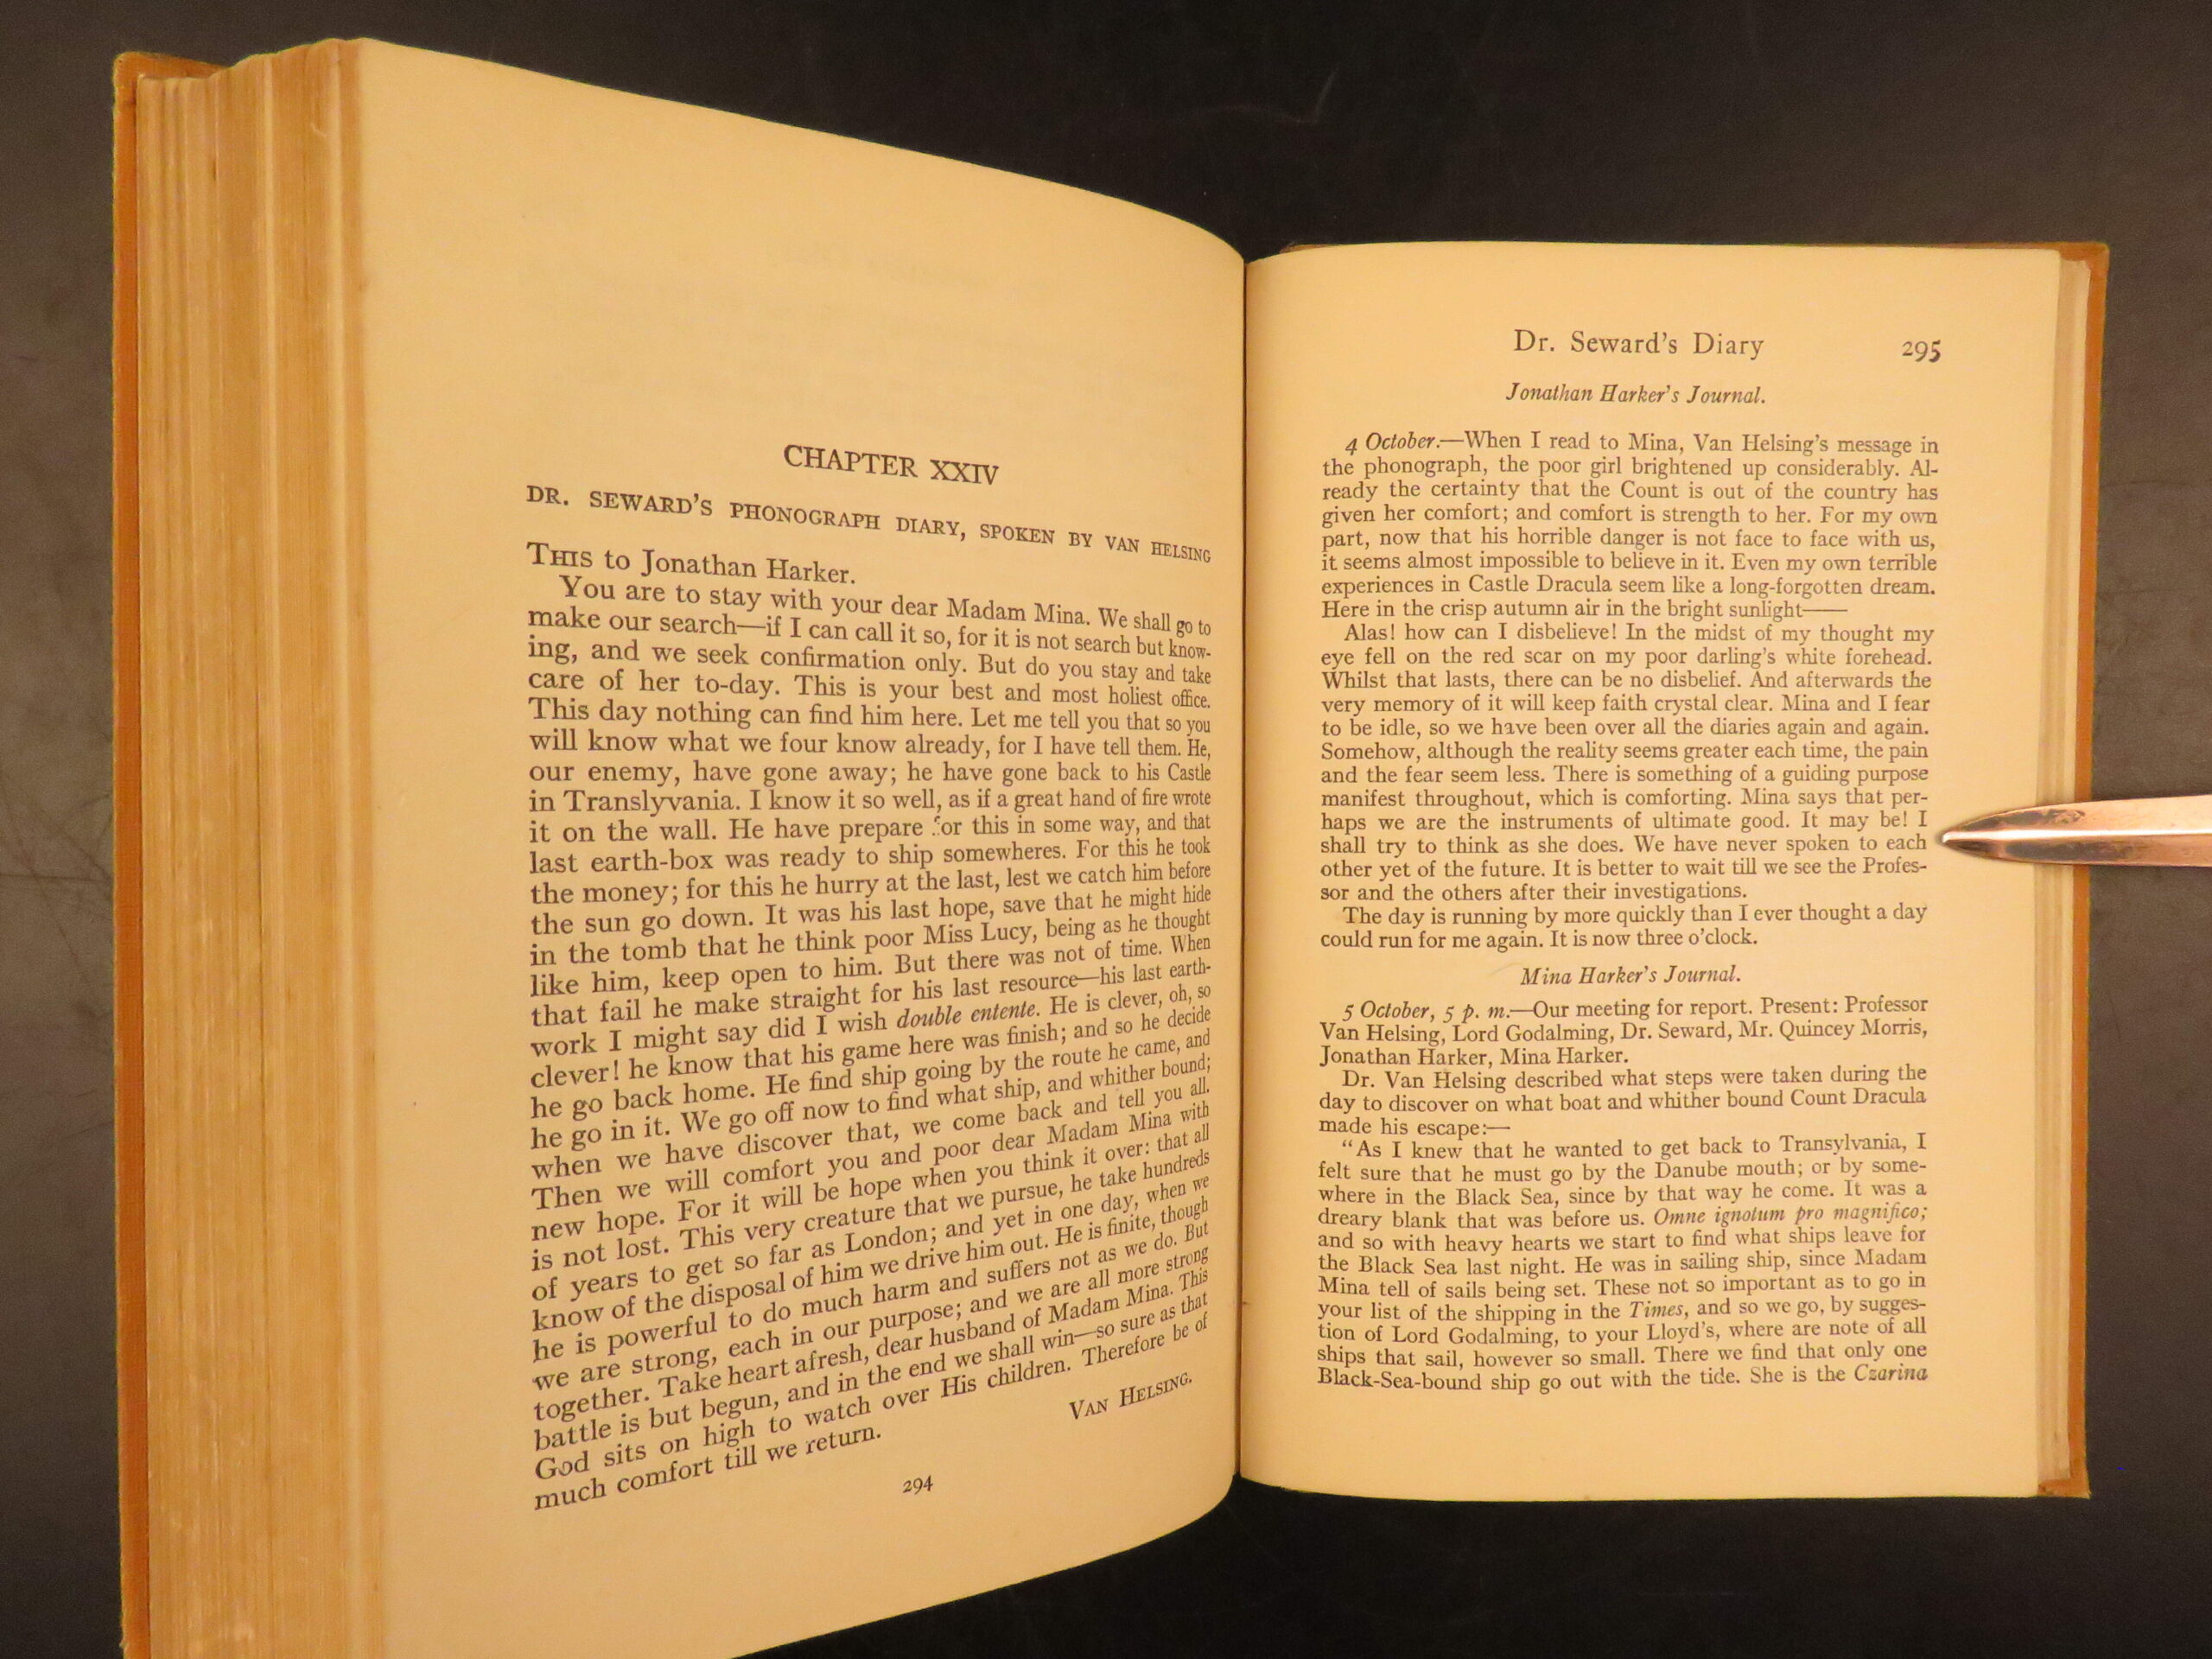 CHAPTER XXIV
DR. SEWARD'S PHONOGRAPH DIARY, SPOKEN BY VAN HELSING
THIS to Jonathan Harker.
You are to stay with your dear Madam Mina. We shall go to
make our search—if I can call it so, for it is not search but know-
ing, and we seek confirmation only. But do you stay and take
care of her to-day. This is your best and most holiest office.
This day nothing can find him here. Let me tell you that so you
will know what we four know already, for I have tell them. He,
our enemy, have gone away; he have gone back to his Castle
in Translyvania. I know it so well, as if a great hand of fire wrote
it on the wall. He have prepare for this in some way, and that
last earth-box was ready to ship somewheres. For this he took
the money; for this he hurry at the last, lest we catch him before
the sun go down. It was his last hope, save that he might hide
in the tomb that he think poor Miss Lucy, being as he thought
like him, keep open to him. But there was not of time. When
that fail he make straight for his last resource—his last earth-
work I might say did I wish double entente. He is clever, oh, so
clever! he know that his game here was finish; and so he decide
he go back home. He find ship going by the route he came, and
he go in it. We go off now to find what ship, and whither bound;
when we have discover that, we come back and tell you all.
Then we will comfort you and poor dear Madam Mina with
new hope. For it will be hope when you think it over: that all
is not lost. This very creature that we pursue, he take hundreds
of years to get so far as London; and yet in one day, when we
know of the disposal of him we drive him out. He is finite, though
he is powerful to do much harm and suffers not as we do. But
we are strong, each in our purpose; and we are all more strong
together. Take heart afresh, dear husband of Madam Mina. This
battle is but begun, and in the end we shall win—so sure as that
God sits on high to watch over His children. Therefore be of
much comfort till we return.
VAN HELSING.
294
Dr. Seward's Diary 295
Jonathan Harker's Journal.
4 October.—When I read to Mina, Van Helsing's message in
the phonograph, the poor girl brightened up considerably. Al-
ready the certainty that the Count is out of the country has
given her comfort; and comfort is strength to her. For my own
part, now that his horrible danger is not face to face with us,
it seems almost impossible to believe in it. Even my own terrible
experiences in Castle Dracula seem like a long-forgotten dream.
Here in the crisp autumn air in the bright sunlight——
Alas! how can I disbelieve! In the midst of my thought my
eye fell on the red scar on my poor darling's white forehead.
Whilst that lasts, there can be no disbelief. And afterwards the
very memory of it will keep faith crystal clear. Mina and I fear
to be idle, so we have been over all the diaries again and again.
Somehow, although the reality seems greater each time, the pain
and the fear seem less. There is something of a guiding purpose
manifest throughout, which is comforting. Mina says that per-
haps we are the instruments of ultimate good. It may be! I
shall try to think as she does. We have never spoken to each
other yet of the future. It is better to wait till we see the Profes-
sor and the others after their investigations.
The day is running by more quickly than I ever thought a day
could run for me again. It is now three o'clock.
Mina Harker's Journal.
5 October, 5 p. m.—Our meeting for report. Present: Professor
Van Helsing, Lord Godalming, Dr. Seward, Mr. Quincey Morris,
Jonathan Harker, Mina Harker.
Dr. Van Helsing described what steps were taken during the
day to discover on what boat and whither bound Count Dracula
made his escape:—
"As I knew that he wanted to get back to Transylvania, I
felt sure that he must go by the Danube mouth; or by some-
where in the Black Sea, since by that way he come. It was a
dreary blank that was before us. Omne ignotum pro magnifico;
and so with heavy hearts we start to find what ships leave for
the Black Sea last night. He was in sailing ship, since Madam
Mina tell of sails being set. These not so important as to go in
your list of the shipping in the Times, and so we go, by sugges-
tion of Lord Godalming, to your Lloyd's, where are note of all
ships that sail, however so small. There we find that only one
Black-Sea-bound ship go out with the tide. She is the Czarina